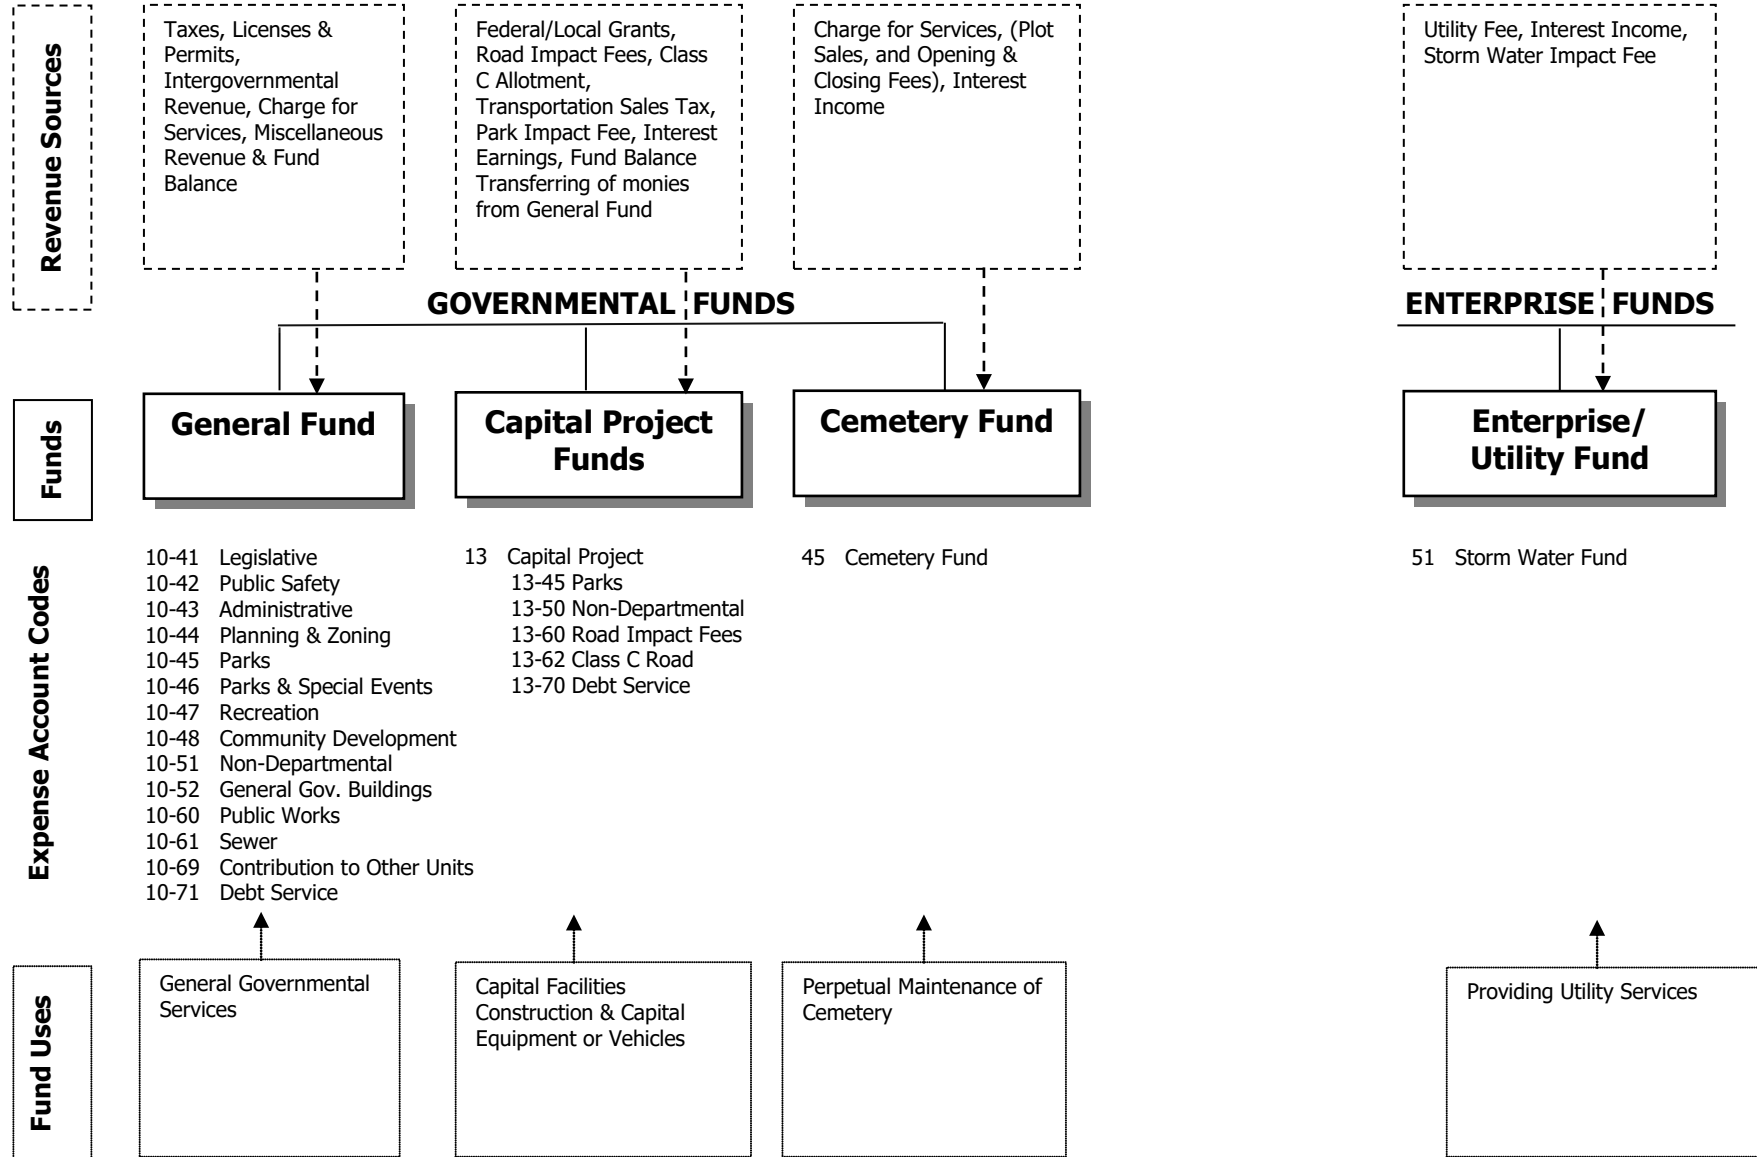 Revenue Sources
Taxes, Licenses &
Permits,
Intergovernmental
Revenue, Charge for
Services, Miscellaneous
Revenue & Fund
Balance
Federal/Local Grants,
Road Impact Fees, Class
C Allotment,
Transportation Sales Tax,
Park Impact Fee, Interest
Earnings, Fund Balance
Transferring of monies
from General Fund
Charge for Services, (Plot
Sales, and Opening &
Closing Fees), Interest
Income
Utility Fee, Interest Income,
Storm Water Impact Fee
GOVERNMENTAL FUNDS
ENTERPRISE FUNDS
Funds
General Fund
Capital Project
Funds
Cemetery Fund
Enterprise/
Utility Fund
Expense Account Codes
10-41 Legislative
10-42 Public Safety
10-43 Administrative
10-44 Planning & Zoning
10-45 Parks
10-46 Parks & Special Events
10-47 Recreation
10-48 Community Development
10-51 Non-Departmental
10-52 General Gov. Buildings
10-60 Public Works
10-61 Sewer
10-69 Contribution to Other Units
10-71 Debt Service
13 Capital Project
13-45 Parks
13-50 Non-Departmental
13-60 Road Impact Fees
13-62 Class C Road
13-70 Debt Service
45 Cemetery Fund
51 Storm Water Fund
Fund Uses
General Governmental
Services
Capital Facilities
Construction & Capital
Equipment or Vehicles
Perpetual Maintenance of
Cemetery
Providing Utility Services